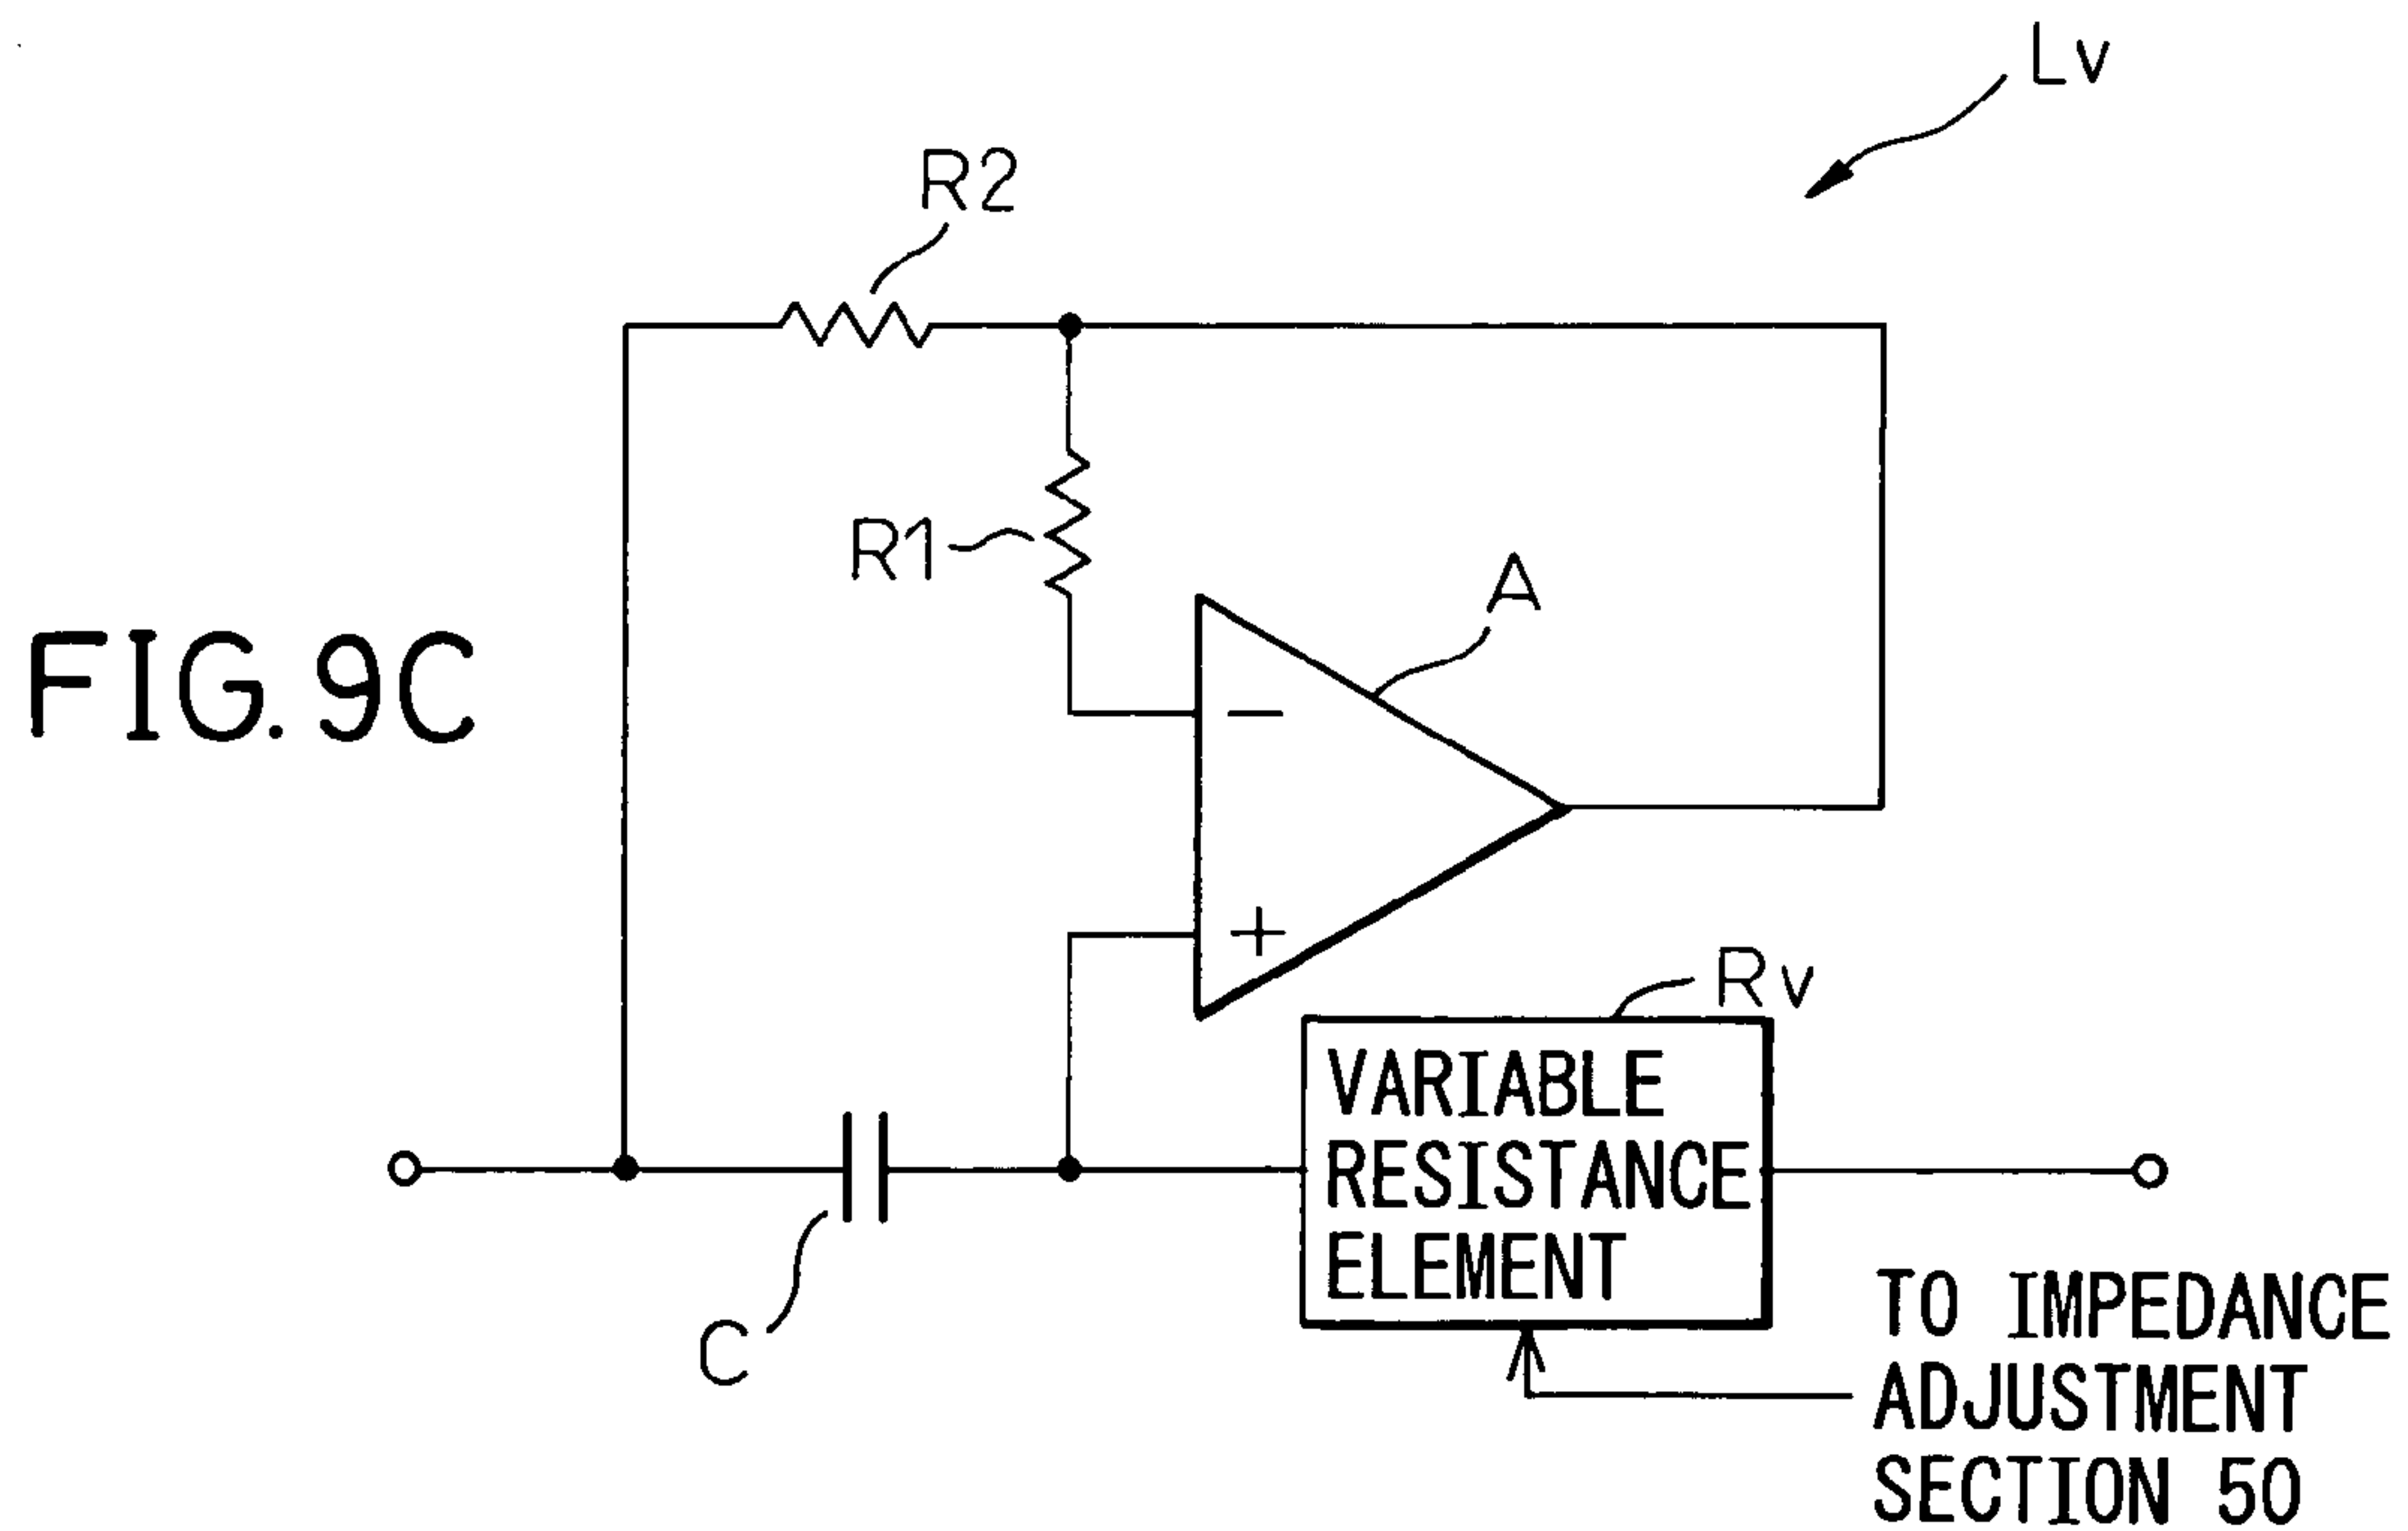 Lv
R2
R1
A
FIG. 9C
−
+
Rv
VARIABLE
RESISTANCE
ELEMENT
C
TO IMPEDANCE
ADJUSTMENT
SECTION 50